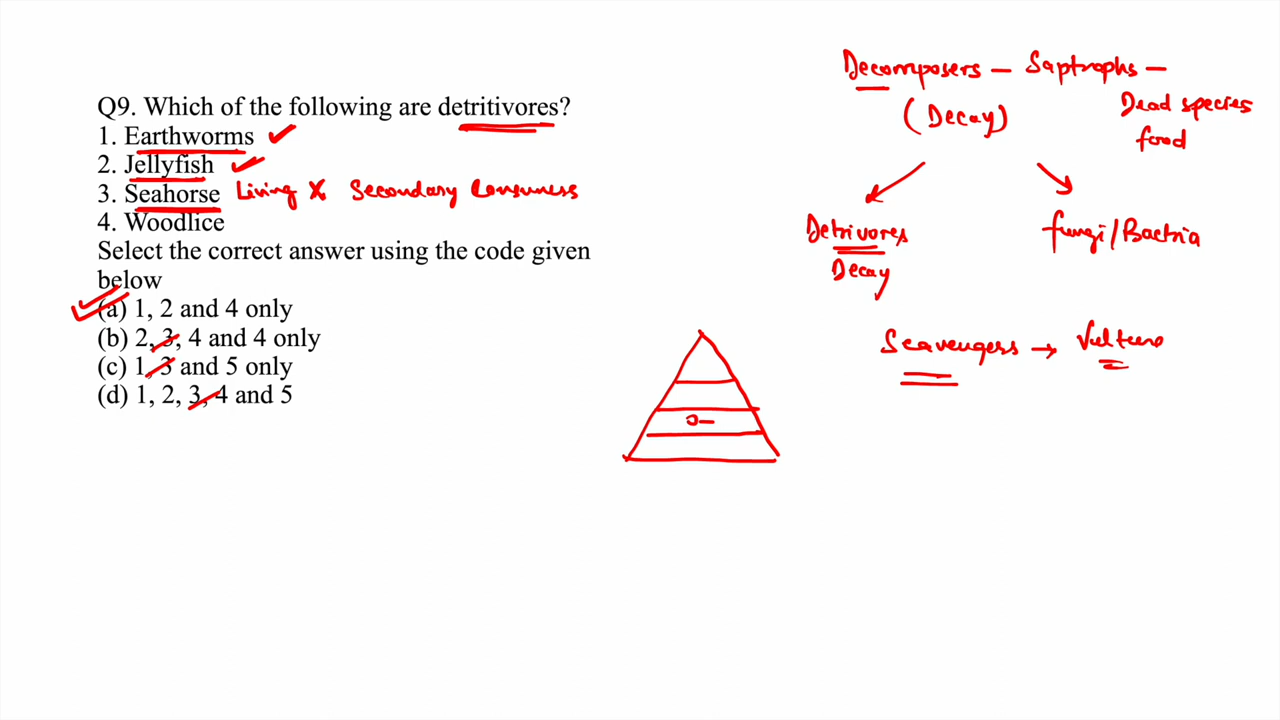 Q9. Which of the following are detritivores?
1. Earthworms
2. Jellyfish
3. Seahorse Living X Secondary Consumers
4. Woodlice
Select the correct answer using the code given
below
(a) 1, 2 and 4 only
(b) 2, 3, 4 and 4 only
(c) 1, 3 and 5 only
(d) 1, 2, 3, 4 and 5
Decomposers — Saptrophs —
(Decay)
Dead species
food
Detrivores
Decay
fungi/Bactria
Scavengers → Vulture